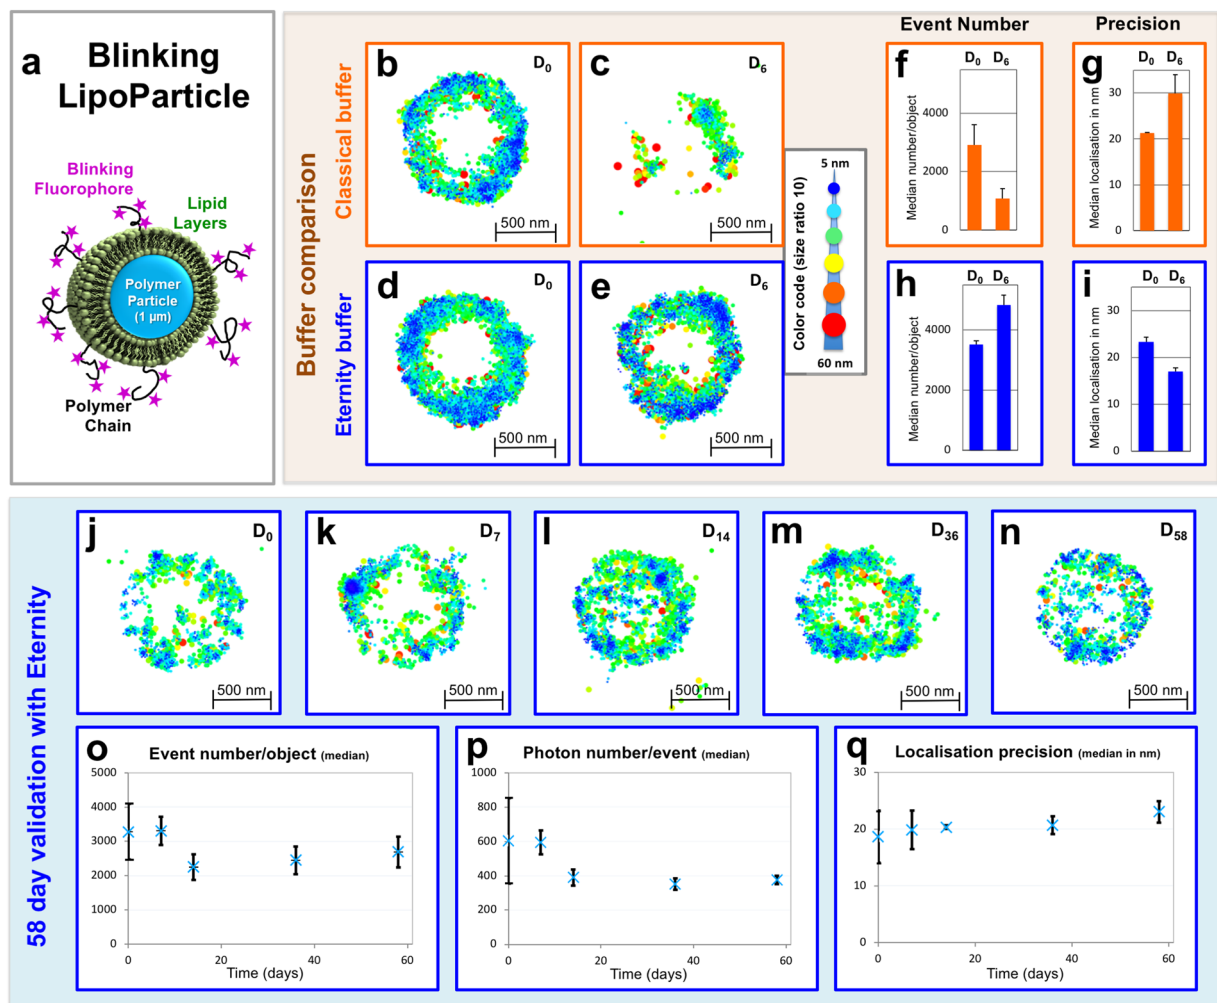 a
Blinking
LipoParticle
Blinking
Fluorophore
Lipid
Layers
Polymer
Particle
(1 µm)
Polymer
Chain
Buffer comparison
Classical buffer
Eternity buffer
b
D0
500 nm
c
D6
500 nm
d
D0
500 nm
e
D6
500 nm
5 nm
Color code (size ratio 10)
60 nm
Event Number
Precision
f
D0 D6
Median number/object
4000
2000
0
g
D0 D6
Median localisation in nm
30
20
10
0
h
D0 D6
Median number/object
4000
2000
0
i
D0 D6
Median localisation in nm
30
20
10
0
58 day validation with Eternity
j
D0
500 nm
k
D7
500 nm
l
D14
500 nm
m
D36
500 nm
n
D58
500 nm
o
Event number/object (median)
5000
4000
3000
2000
1000
0
0 20 40 60
Time (days)
p
Photon number/event (median)
1000
800
600
400
200
0
0 20 40 60
Time (days)
q
Localisation precision (median in nm)
30
20
10
0
0 20 40 60
Time (days)